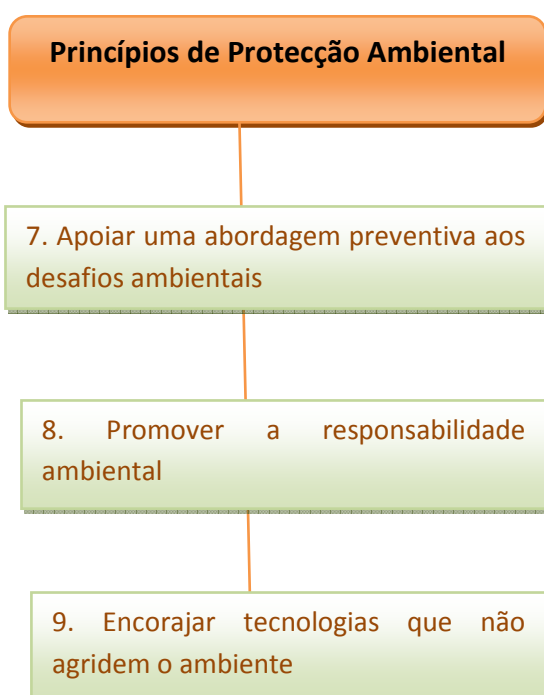 Princípios de Protecção Ambiental
7. Apoiar uma abordagem preventiva aos
desafios ambientais
8. Promover a responsabilidade
ambiental
9. Encorajar tecnologias que não
agridem o ambiente